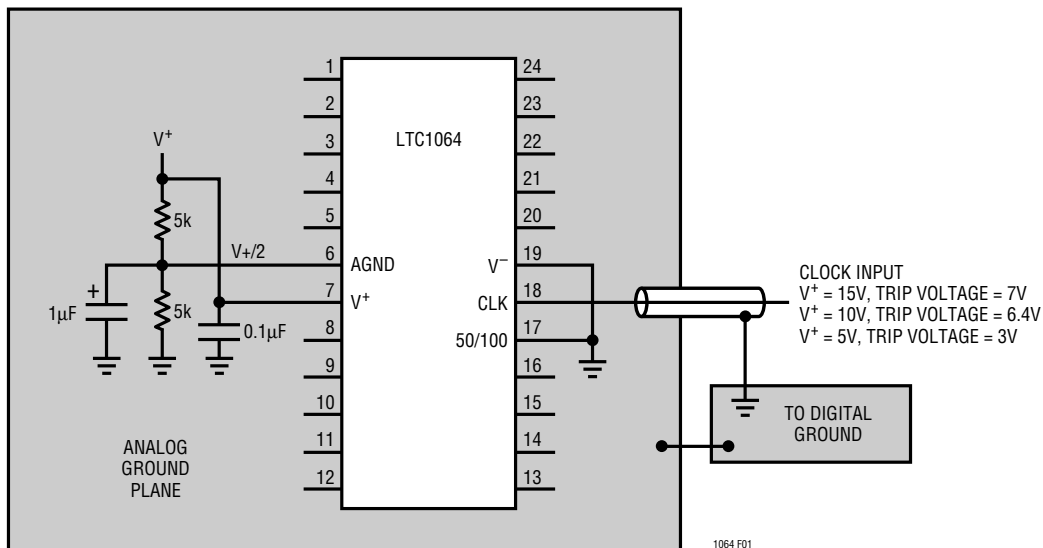 1
2
3
4
5
6
7
8
9
10
11
12
24
23
22
21
20
19
18
17
16
15
14
13
LTC1064
AGND
V+
V−
CLK
50/100
V+
5k
V+/2
5k
+
1µF
0.1µF
ANALOG
GROUND
PLANE
CLOCK INPUT
V+ = 15V, TRIP VOLTAGE = 7V
V+ = 10V, TRIP VOLTAGE = 6.4V
V+ = 5V, TRIP VOLTAGE = 3V
TO DIGITAL
GROUND
1064 F01